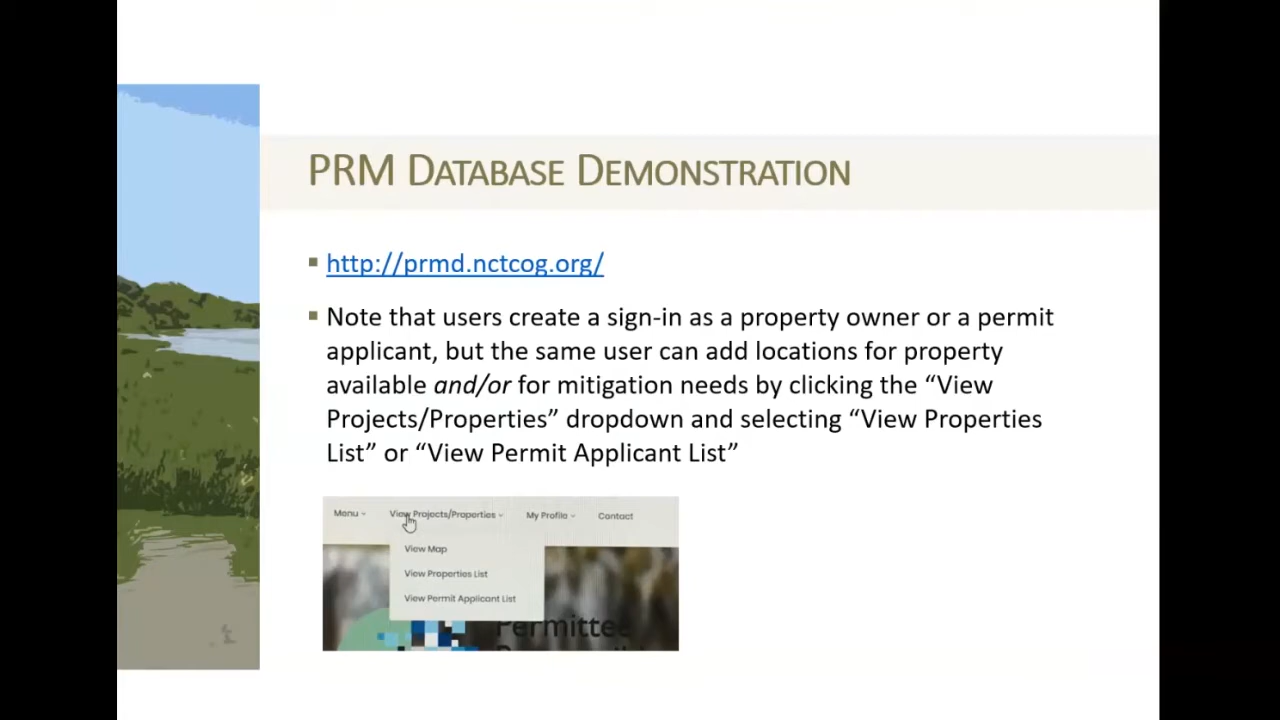 PRM DATABASE DEMONSTRATION
http://prmd.nctcog.org/
Note that users create a sign-in as a property owner or a permit
applicant, but the same user can add locations for property
available and/or for mitigation needs by clicking the “View
Projects/Properties” dropdown and selecting “View Properties
List” or “View Permit Applicant List”
Menu View Projects/Properties My Profile Contact
View Map
View Properties List
View Permit Applicant List